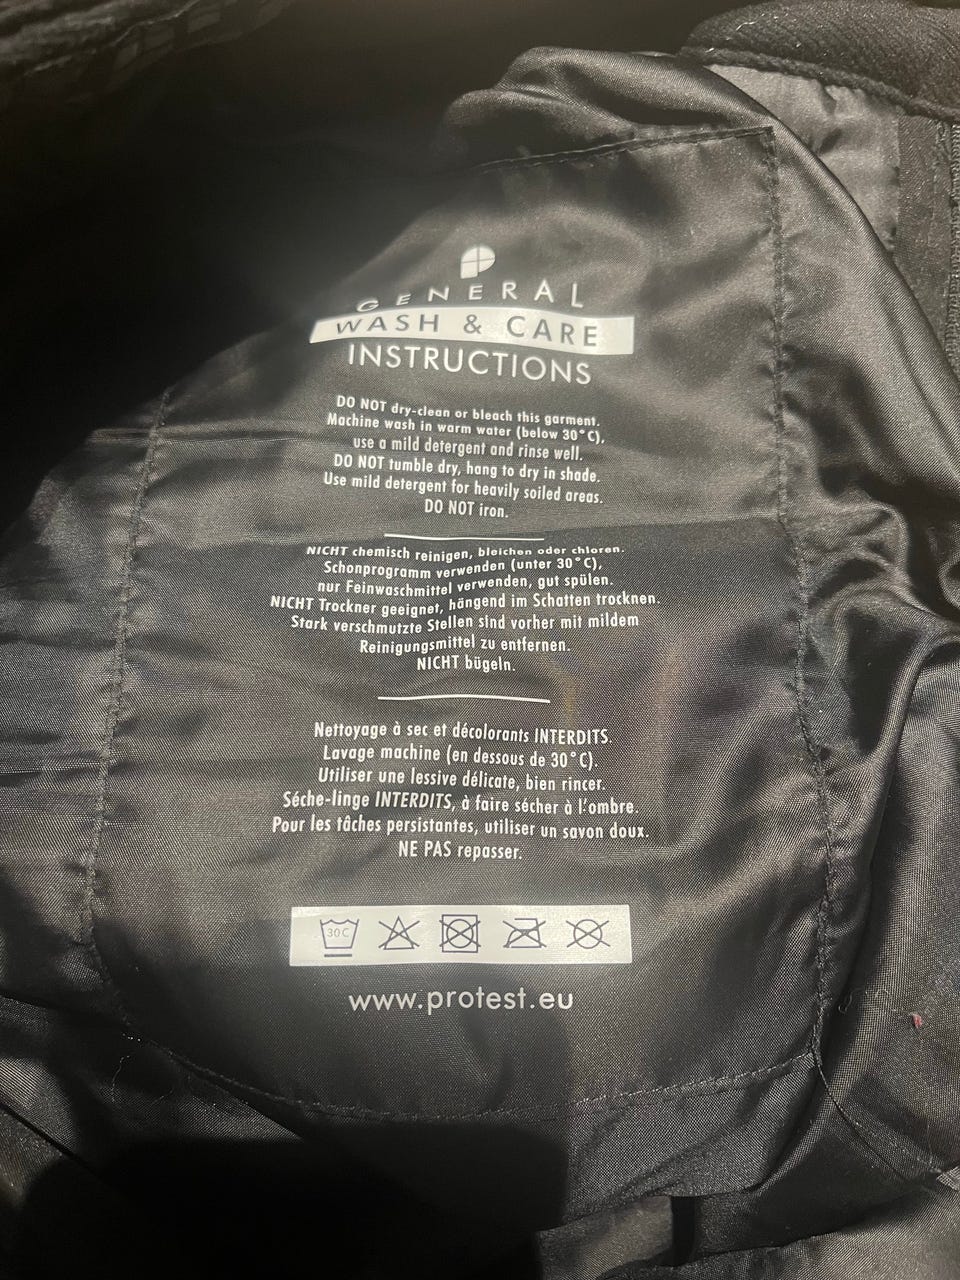 GENERAL
WASH & CARE
INSTRUCTIONS
DO NOT dry-clean or bleach this garment.
Machine wash in warm water (below 30°C),
use a mild detergent and rinse well.
DO NOT tumble dry, hang to dry in shade.
Use mild detergent for heavily soiled areas.
DO NOT iron.
NICHT chemisch reinigen, bleichen oder chloren.
Schonprogramm verwenden (unter 30°C),
nur Feinwaschmittel verwenden, gut spülen.
NICHT Trockner geeignet, hängend im Schatten trocknen.
Stark verschmutzte Stellen sind vorher mit mildem
Reinigungsmittel zu entfernen.
NICHT bügeln.
Nettoyage à sec et décolorants INTERDITS.
Lavage machine (en dessous de 30°C).
Utiliser une lessive délicate, bien rincer.
Séche-linge INTERDITS, à faire sécher à l'ombre.
Pour les tâches persistantes, utiliser un savon doux.
NE PAS repasser.
30C
www.protest.eu